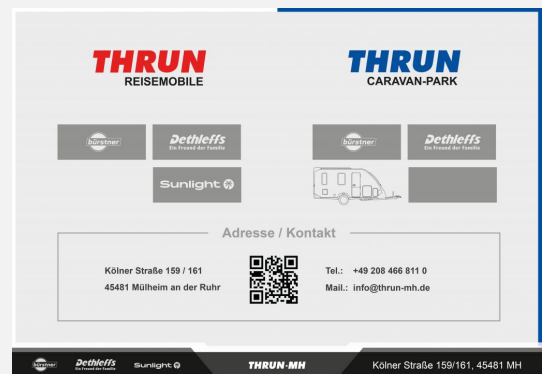 THRUN
REISEMOBILE
THRUN
CARAVAN-PARK
bürstner
Dethleffs
Ein Freund der Familie
bürstner
Dethleffs
Ein Freund der Familie
Sunlight
Adresse / Kontakt
Kölner Straße 159 / 161
45481 Mülheim an der Ruhr
Tel.: +49 208 466 811 0
Mail.: info@thrun-mh.de
bürstner
Dethleffs
Ein Freund der Familie
Sunlight
THRUN-MH
Kölner Straße 159/161, 45481 MH